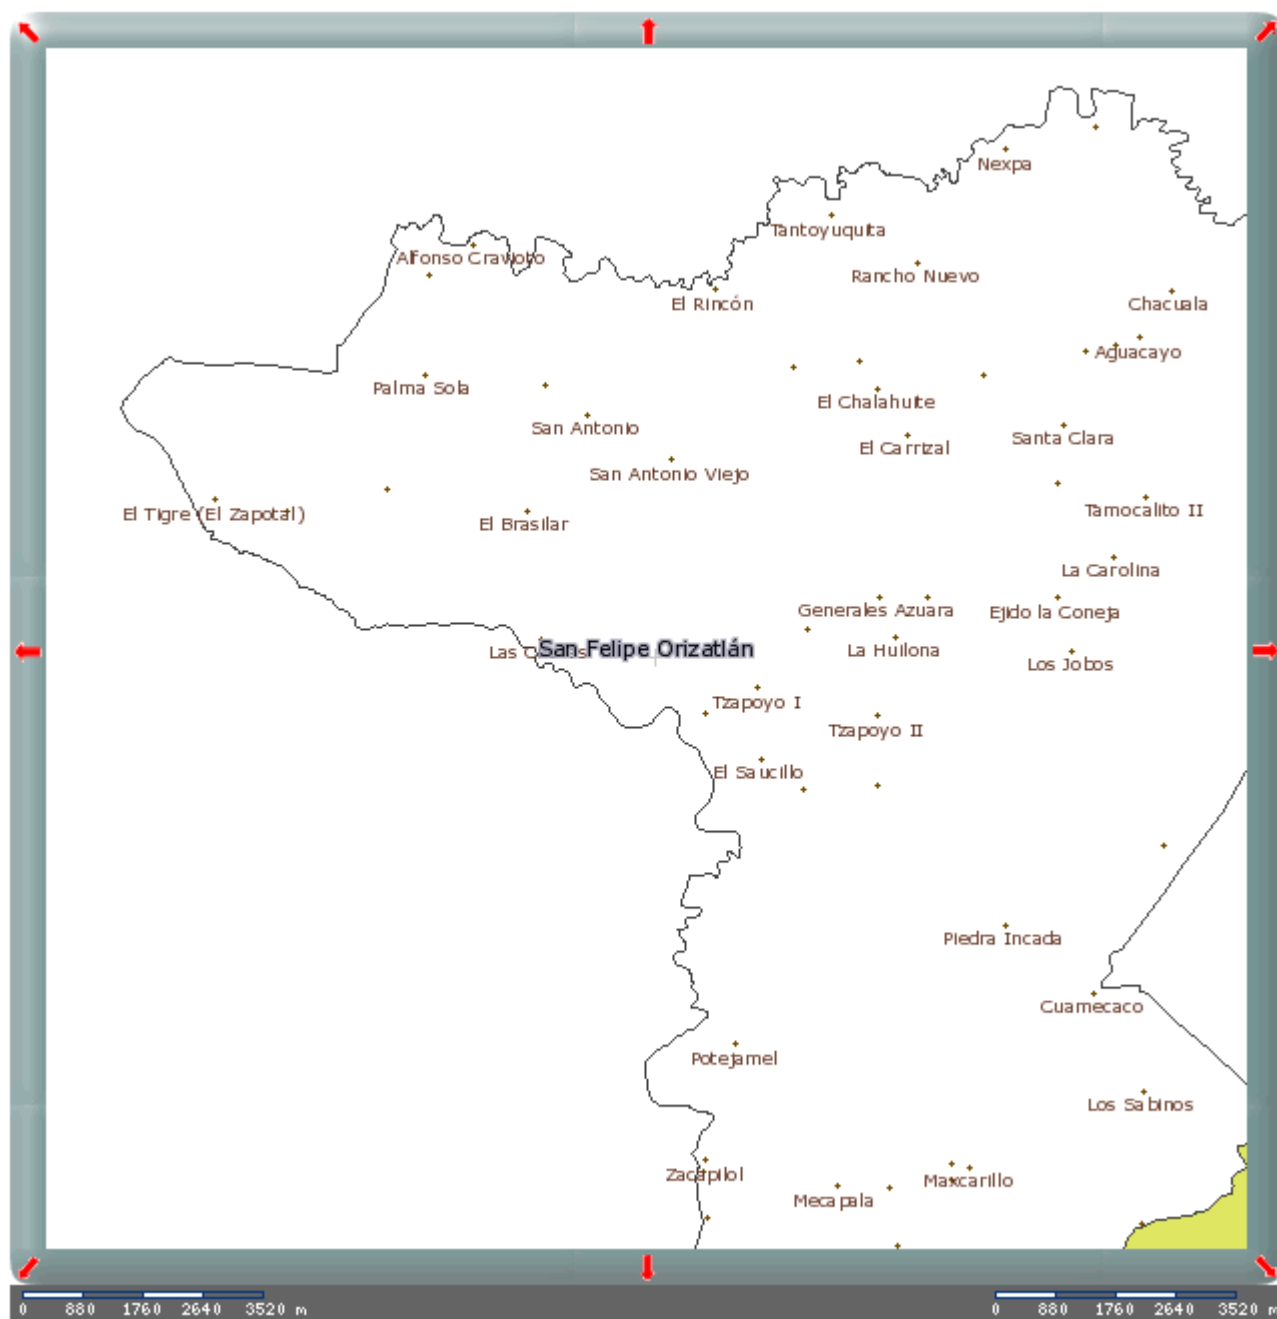 Nexpa
Tantoyuquita
Alfonso Cravioto
Rancho Nuevo
El Rincón
Chacuala
Aguacayo
Palma Sola
El Chalahuite
San Antonio
Santa Clara
El Carrizal
San Antonio Viejo
El Tigre (El Zapotal)
Tamocalito II
El Brasilar
La Carolina
Generales Azuara
Ejido la Coneja
Las
San Felipe Orizatlán
La Huilona
Los Jobos
Tzapoyo I
Tzapoyo II
El Saucillo
Piedra Incada
Cuamecaco
Potejamel
Los Sabinos
Zacapilol
Maxcarillo
Mecapala
0 880 1760 2640 3520 m
0 880 1760 2640 3520 m